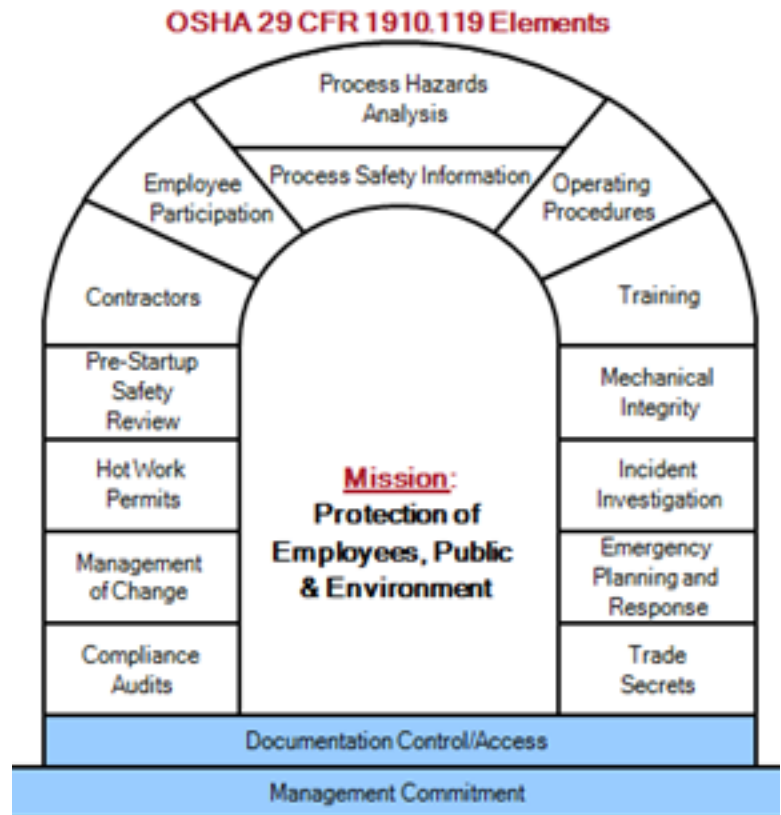 OSHA 29 CFR 1910.119 Elements
Process Hazards
Analysis
Process Safety Information
Employee
Participation
Operating
Procedures
Contractors
Training
Pre-Startup
Safety
Review
Mechanical
Integrity
Hot Work
Permits
Incident
Investigation
Mission:
Protection of
Employees, Public
& Environment
Management
of Change
Emergency
Planning and
Response
Compliance
Audits
Trade
Secrets
Documentation Control/Access
Management Commitment